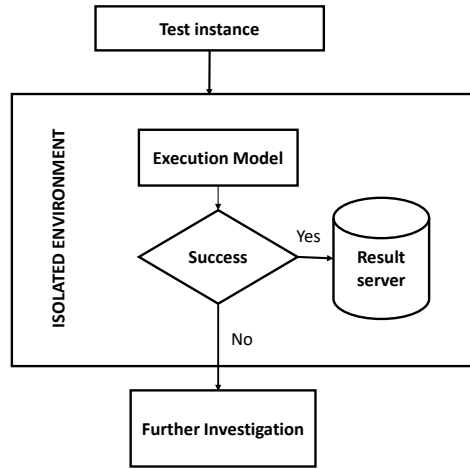 Test instance
ISOLATED ENVIRONMENT
Execution Model
Success
Yes
Result
server
No
Further Investigation